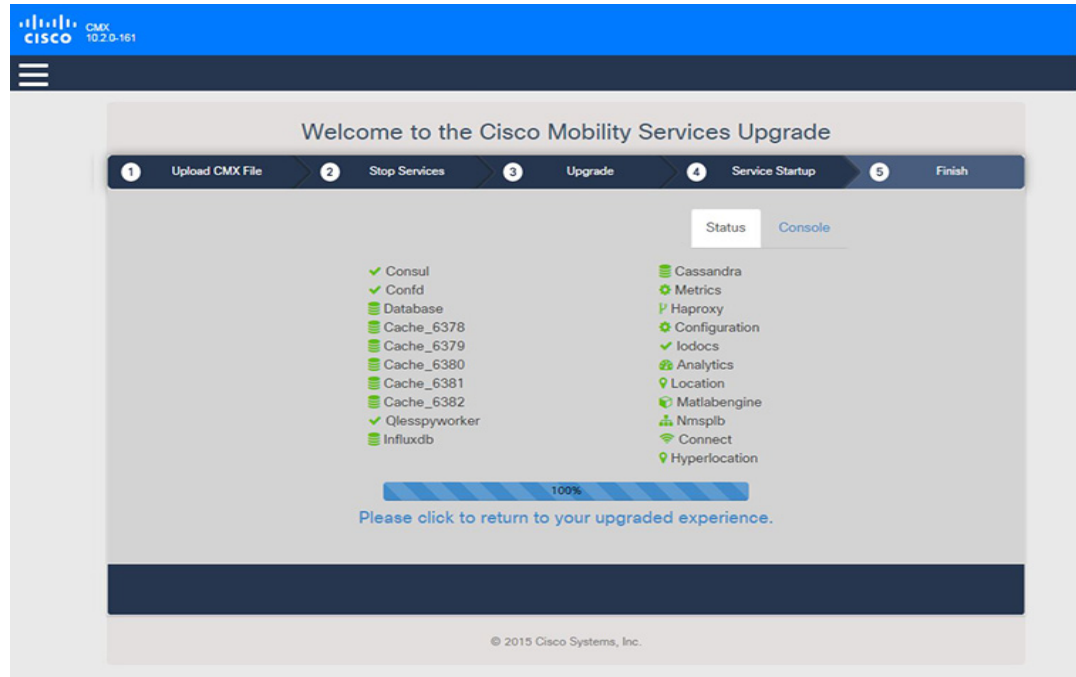 CISCO CMX
10.2.0-161
Welcome to the Cisco Mobility Services Upgrade
1 Upload CMX File 2 Stop Services 3 Upgrade 4 Service Startup 5 Finish
Status Console
Consul
Confd
Database
Cache_6378
Cache_6379
Cache_6380
Cache_6381
Cache_6382
Qlesspyworker
Influxdb
Cassandra
Metrics
Haproxy
Configuration
Iodocs
Analytics
Location
Matlabengine
Nmsplb
Connect
Hyperlocation
100%
Please click to return to your upgraded experience.
© 2015 Cisco Systems, Inc.